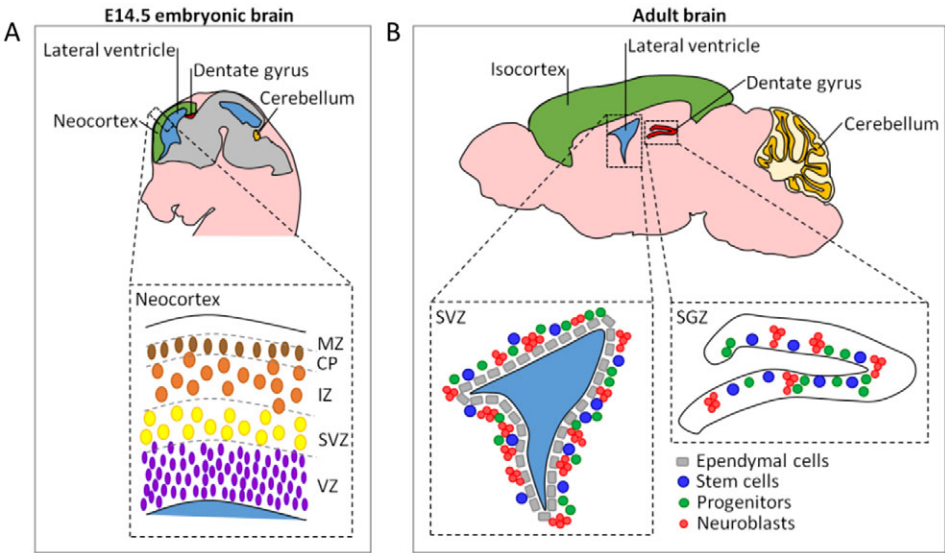 E14.5 embryonic brain
A
Lateral ventricle
Dentate gyrus
Cerebellum
Neocortex
Neocortex
MZ
CP
IZ
SVZ
VZ
Adult brain
B
Lateral ventricle
Isocortex
Dentate gyrus
Cerebellum
SVZ
SGZ
Ependymal cells
Stem cells
Progenitors
Neuroblasts